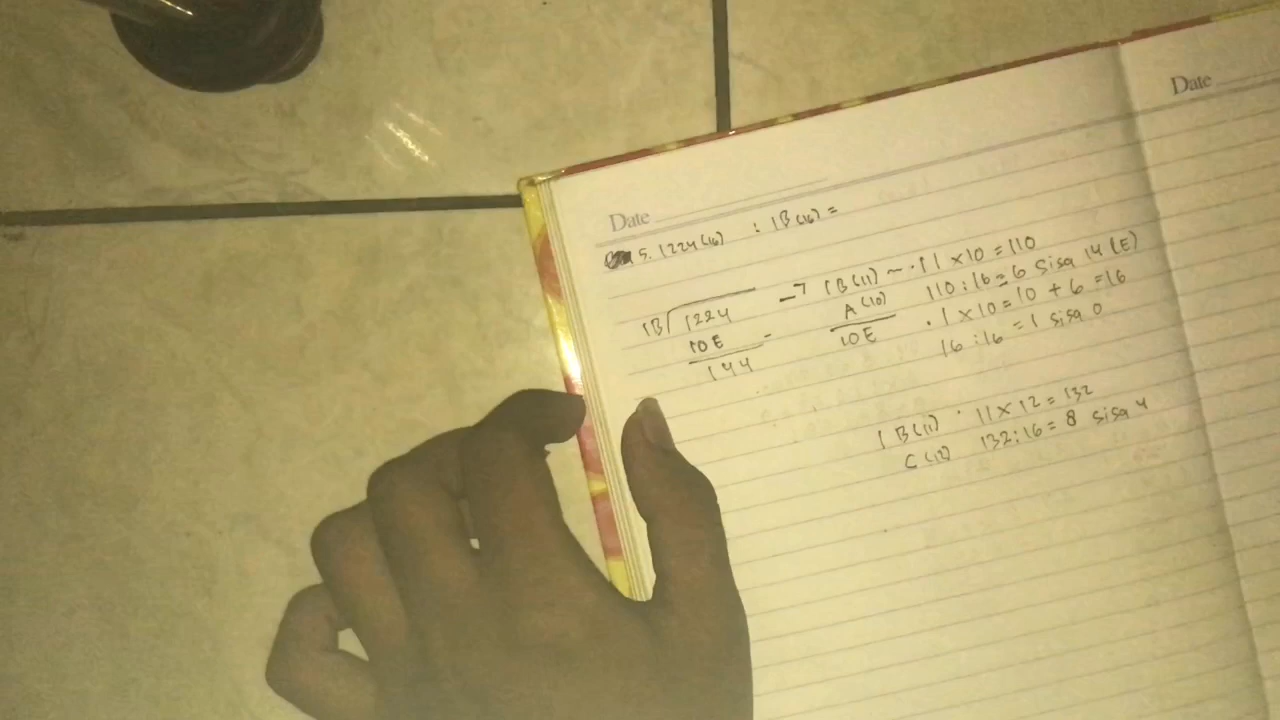 Date
Date
5. 1224(16) : 1B(16) =
1B√1224 → 1B(11) ~ . 11 x 10 = 110
10E - A(10) 110 : 16 = 6 sisa 14 (E)
144 10E . 1 x 10 = 10 + 6 = 16
16 : 16 = 1 sisa 0
1B(11) . 11 x 12 = 132
C(12) 132 : 16 = 8 sisa 4